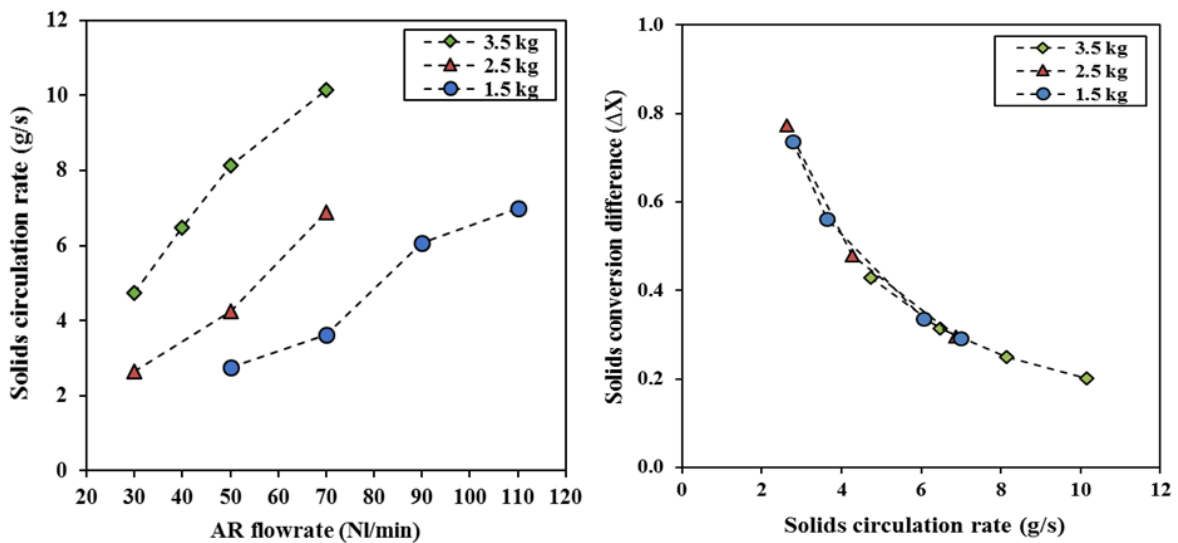 Solids circulation rate (g/s)
12
10
8
6
4
2
0
20 30 40 50 60 70 80 90 100 110 120
AR flowrate (Nl/min)
3.5 kg
2.5 kg
1.5 kg
Solids conversion difference (ΔX)
1.0
0.8
0.6
0.4
0.2
0.0
0 2 4 6 8 10 12
Solids circulation rate (g/s)
3.5 kg
2.5 kg
1.5 kg